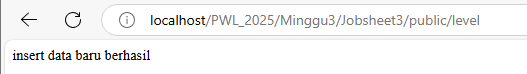 localhost/PWL_2025/Minggu3/Jobsheet3/public/level
insert data baru berhasil